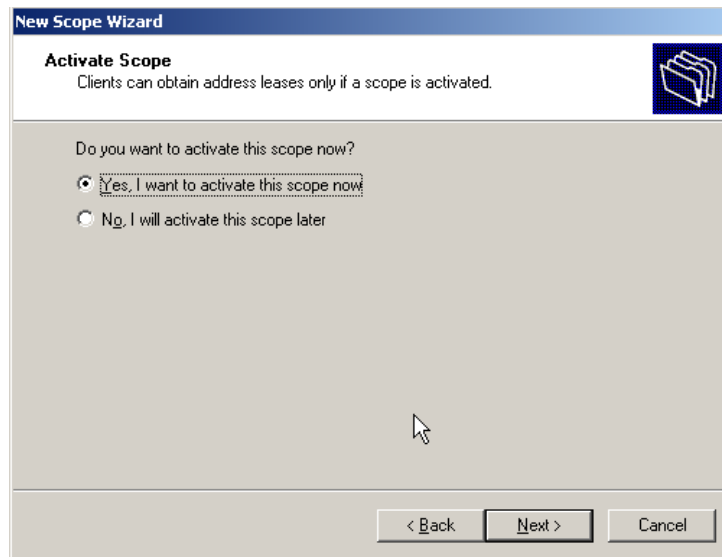 New Scope Wizard
Activate Scope
Clients can obtain address leases only if a scope is activated.
Do you want to activate this scope now?
Yes, I want to activate this scope now
No, I will activate this scope later
< Back
Next >
Cancel